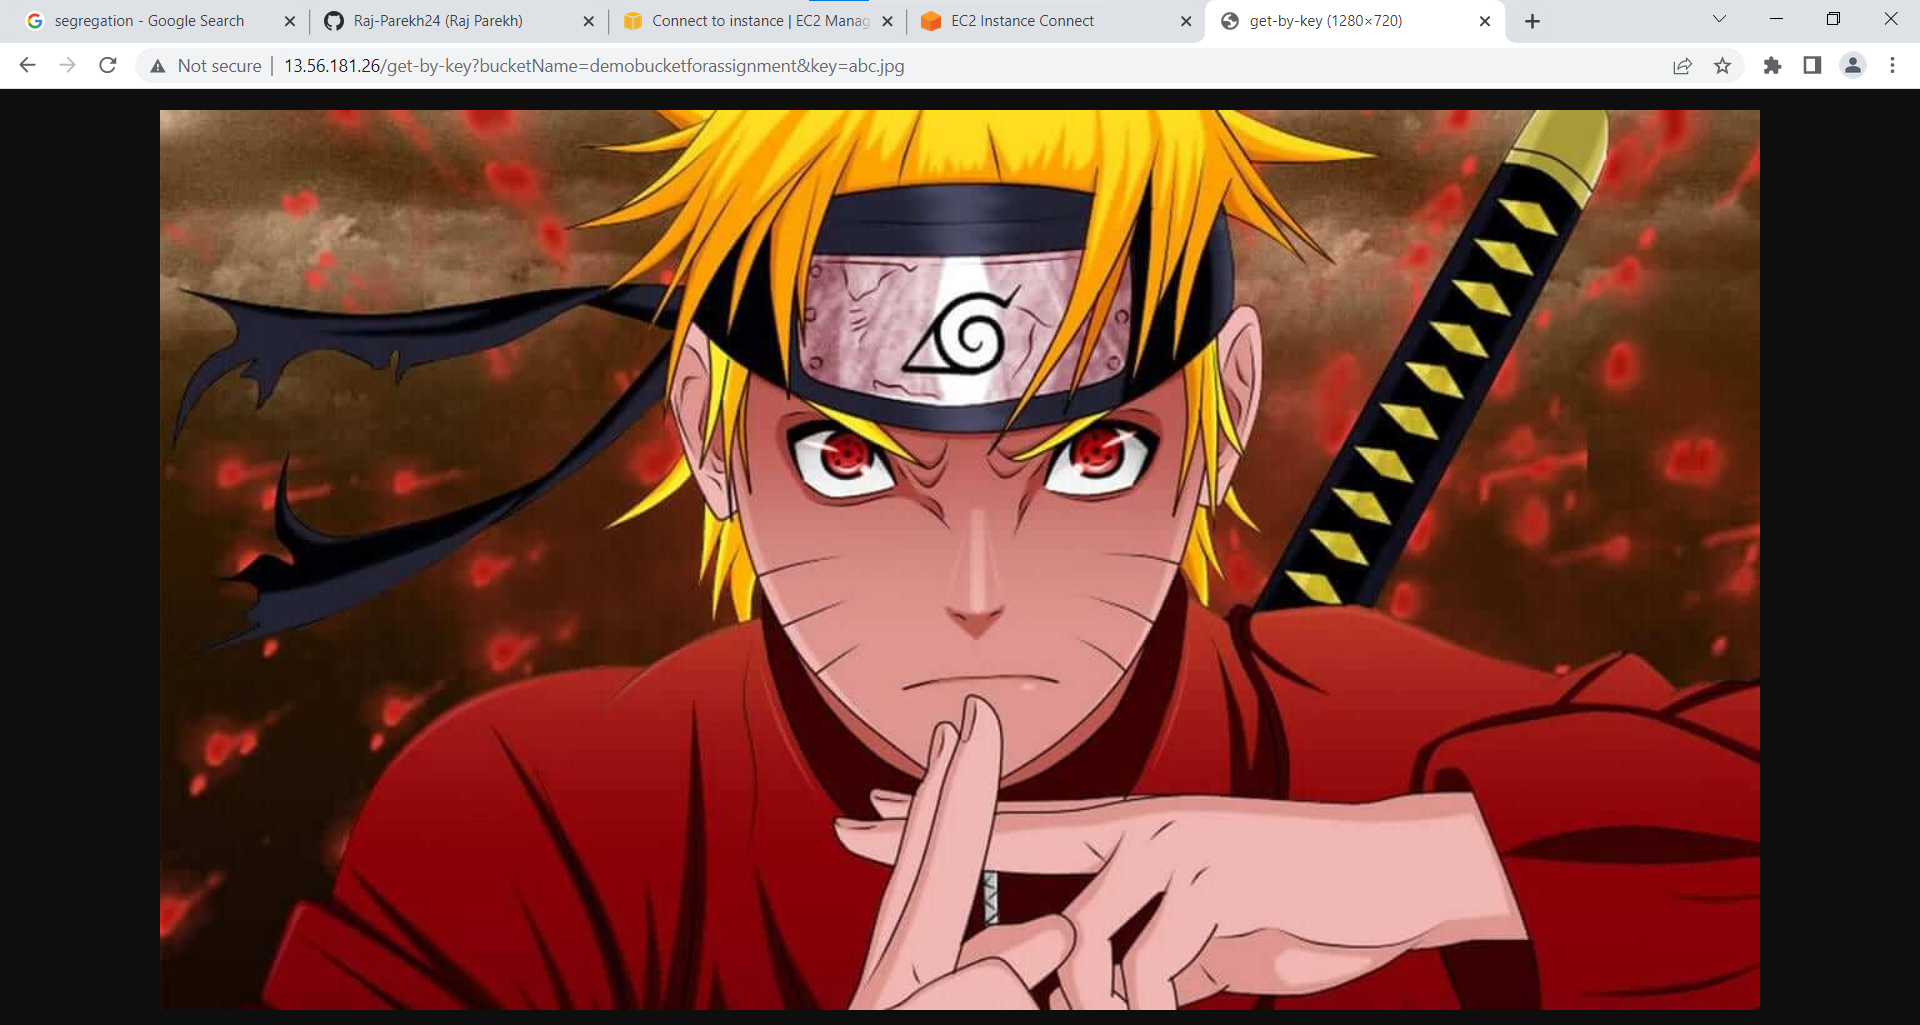 segregation - Google Search
Raj-Parekh24 (Raj Parekh)
Connect to instance | EC2 Manag
EC2 Instance Connect
get-by-key (1280×720)
Not secure
13.56.181.26/get-by-key?bucketName=demobucketforassignment&key=abc.jpg